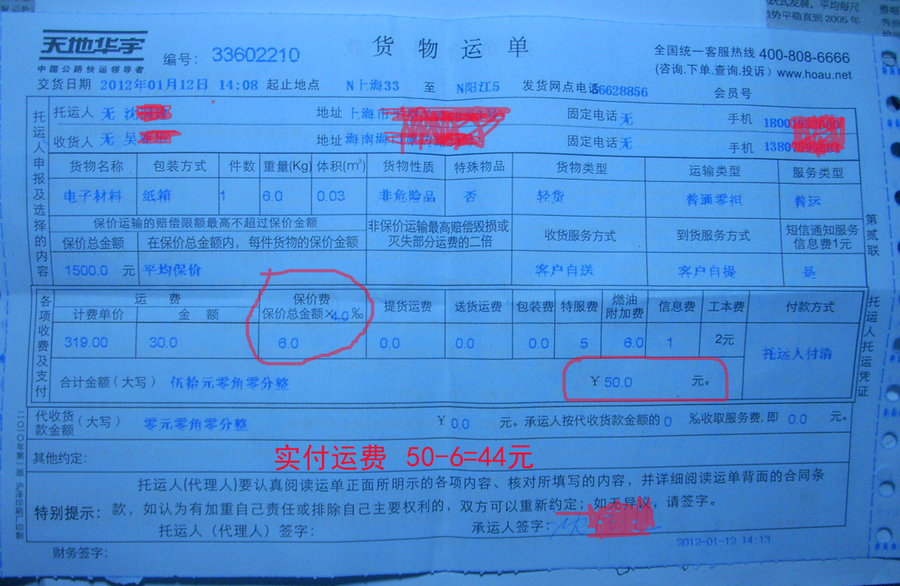 天地华宇
中国公路快运领导者
编号: 33602210
货物运单
全国统一客服热线 400-808-6666
(咨询.下单.查询.投诉) www.hoau.net
交货日期 2012年01月12日 14:08 起止地点 N上海33 至 N阳江5 发货网点电话 56628856 会员号
托运人申报及选择的内容
托运人 无 沈 地址 上海市 固定电话 无 手机
收货人 无 吴 地址 海南海口 固定电话 无 手机
货物名称 包装方式 件数 重量(Kg) 体积(m³) 货物性质 特殊物品 货物类型 运输类型 服务类型
电子材料 纸箱 1 6.0 0.03 非危险品 否 轻货 普通零担 普运
保价运输的赔偿限额最高不超过保价金额 非保价运输最高赔偿毁损或灭失部分运费的二倍 收货服务方式 到货服务方式 短信通知服务信息费1元
保价总金额 在保价总金额内，每件货物的保价金额
1500.0 元 平均保价 客户自送 客户自提 是
各项收费及支付
运费 保价费 提货运费 送货运费 包装费 特服费 燃油附加费 信息费 工本费 付款方式
计费单价 金额 保价总金额×4.0‰
319.00 30.0 6.0 0.0 0.0 0.0 5 6.0 1 2元 托运人付清
合计金额(大写) 伍拾元零角零分整 ￥50.0 元。
代收货款金额 (大写) 零元零角零分整 ￥0.0 元。承运人按代收货款金额的 0 ‰收取服务费,即 0.0 元。
其他约定:
实付运费 50-6=44元
特别提示:
托运人(代理人)要认真阅读运单正面所明示的各项内容、核对所填写的内容，并详细阅读运单背面的合同条
款，如认为有加重自己责任或排除自己主要权利的，双方可以重新约定；如无异议，请签字。
托运人（代理人）签字： 承运人签字：
财务签字： 2012-01-12 14:13
第贰联
托运人托运凭证